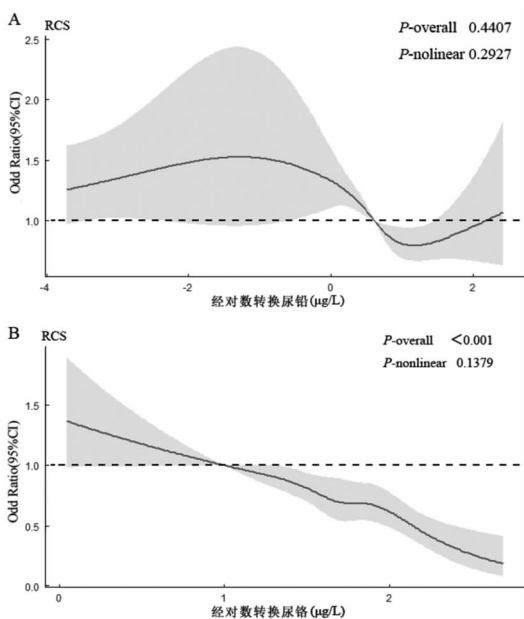 A
RCS
P-overall 0.4407
P-nolinear 0.2927
Odd Ratio(95%CI)
2.5
2.0
1.5
1.0
-4
-2
0
2
经对数转换尿铅(μg/L)
B
RCS
P-overall <0.001
P-nonlinear 0.1379
Odd Ratio(95%CI)
1.5
1.0
0.5
0.0
0
1
2
经对数转换尿铬(μg/L)